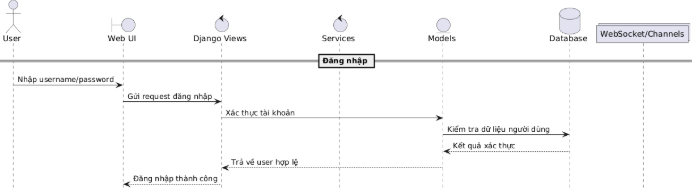 User
Web UI
Django Views
Services
Models
Database
WebSocket/Channels
Đăng nhập
Nhập username/password
Gửi request đăng nhập
Xác thực tài khoản
Kiểm tra dữ liệu người dùng
Kết quả xác thực
Trả về user hợp lệ
Đăng nhập thành công